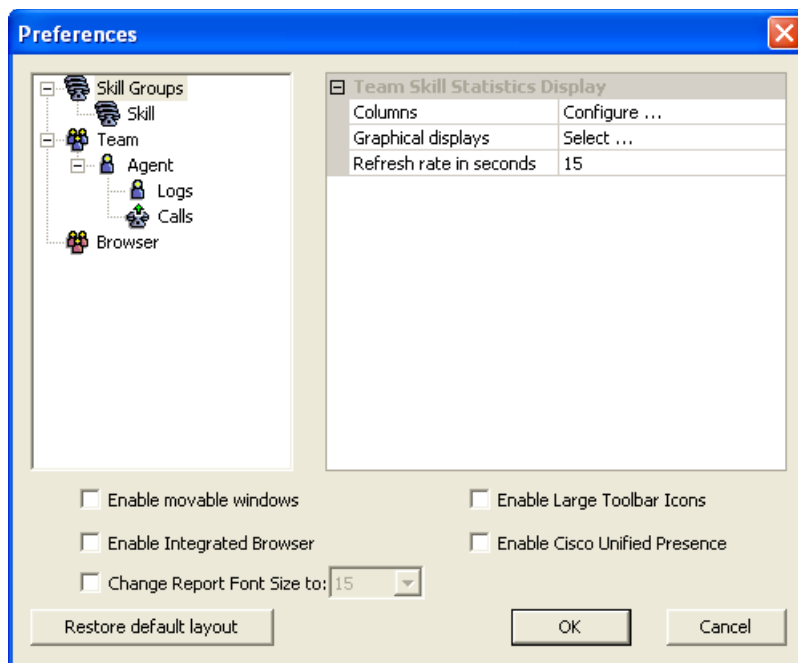 Preferences
Skill Groups
Skill
Team
Agent
Logs
Calls
Browser
Team Skill Statistics Display
Columns Configure ...
Graphical displays Select ...
Refresh rate in seconds 15
Enable movable windows
Enable Large Toolbar Icons
Enable Integrated Browser
Enable Cisco Unified Presence
Change Report Font Size to: 15
Restore default layout
OK
Cancel